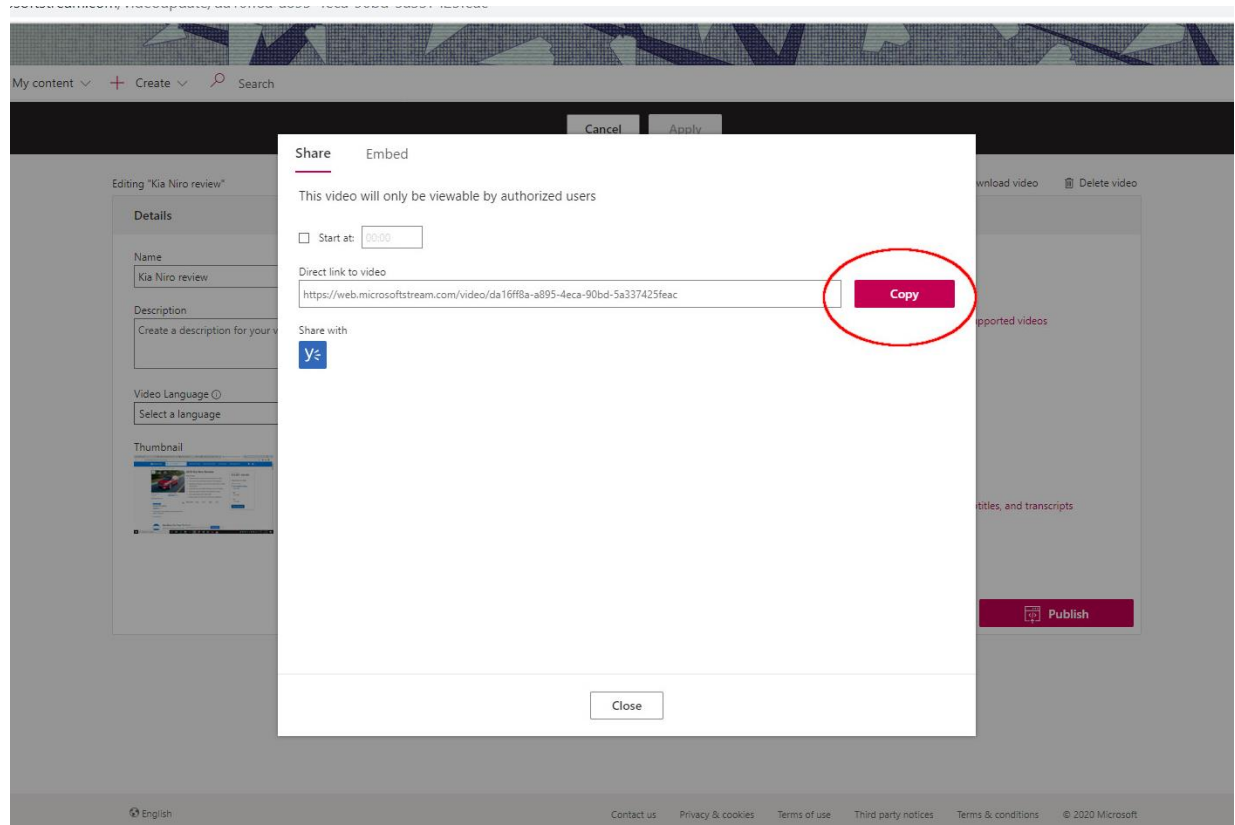 My content + Create Search
Cancel Apply
Share Embed
Editing "Kia Niro review"
wnload video Delete video
This video will only be viewable by authorized users
Details
Start at: 00:00
Name
Kia Niro review
Direct link to video
https://web.microsoftstream.com/video/da16ff8a-a895-4eca-90bd-5a337425feac
Copy
Description
Create a description for your v
pported videos
Share with
y
Video Language
Select a language
Thumbnail
titles, and transcripts
Publish
Close
English
Contact us Privacy & cookies Terms of use Third party notices Terms & conditions © 2020 Microsoft